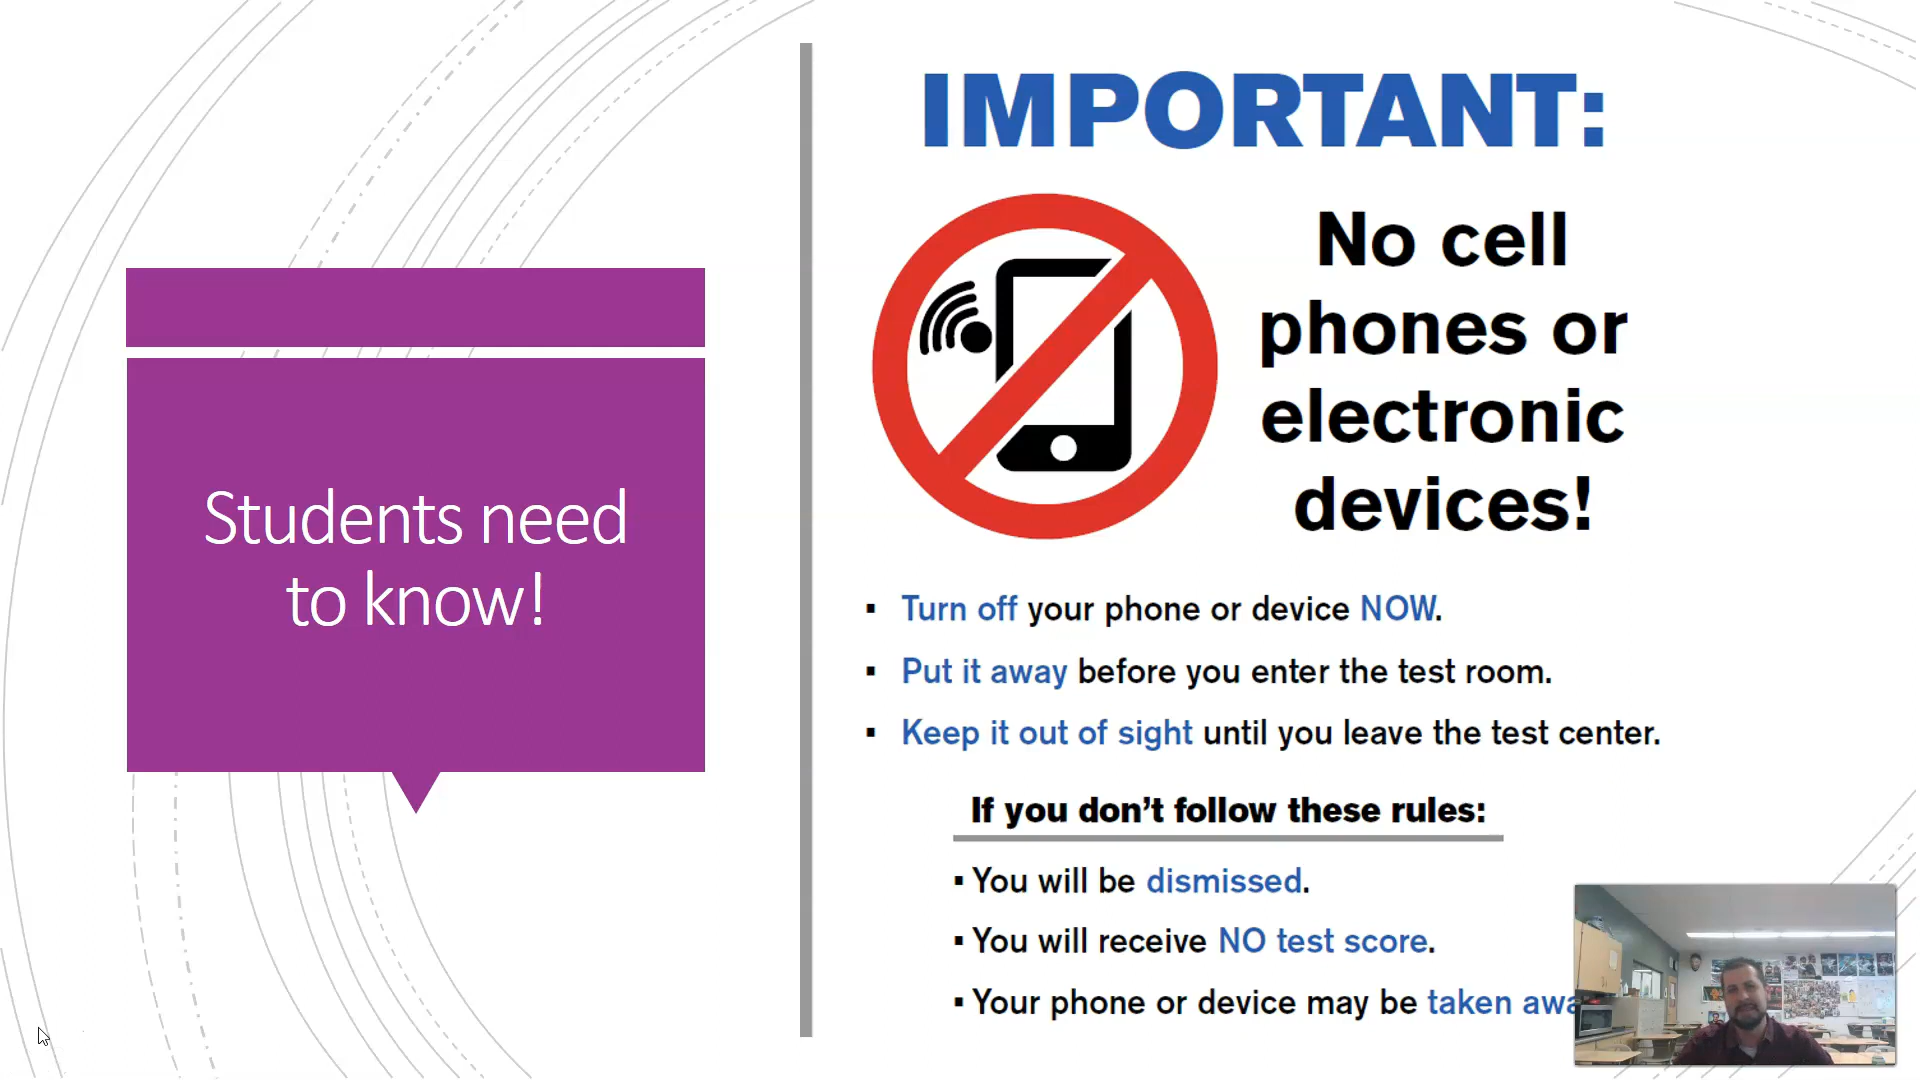 Students need
to know!
IMPORTANT:
No cell
phones or
electronic
devices!
▪ Turn off your phone or device NOW.
▪ Put it away before you enter the test room.
▪ Keep it out of sight until you leave the test center.
If you don’t follow these rules:
▪ You will be dismissed.
▪ You will receive NO test score.
▪ Your phone or device may be taken awa